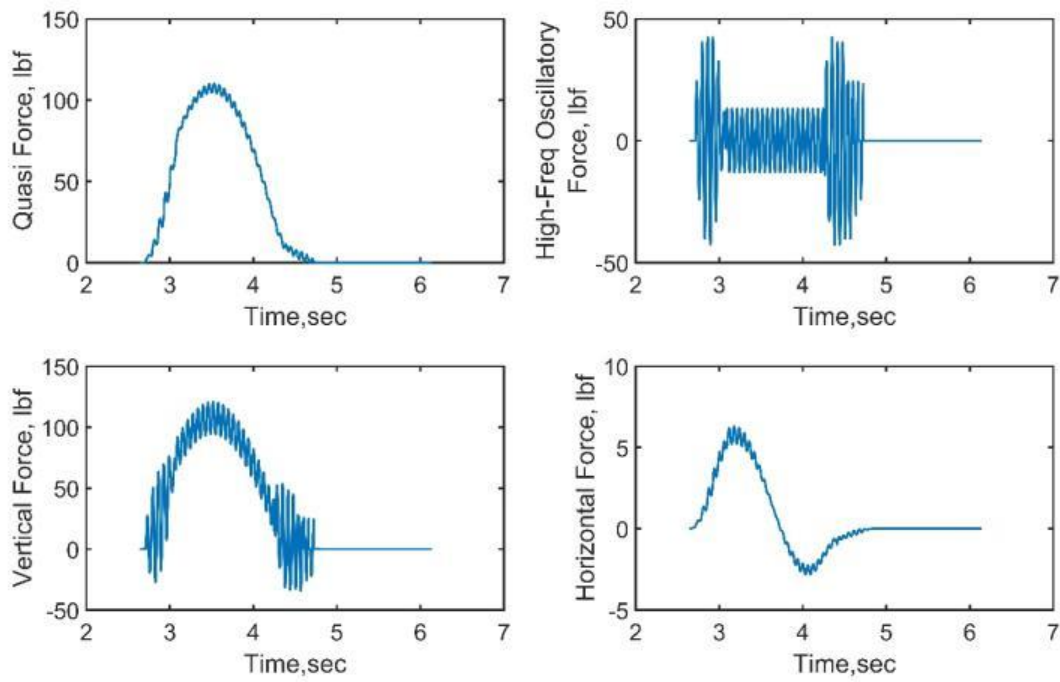 150
100
50
0
Quasi Force, lbf
2 3 4 5 6 7
Time,sec
50
0
-50
High-Freq Oscillatory
Force, lbf
2 3 4 5 6 7
Time,sec
150
100
50
0
-50
Vertical Force, lbf
2 3 4 5 6 7
Time,sec
10
5
0
-5
Horizontal Force, lbf
2 3 4 5 6 7
Time,sec